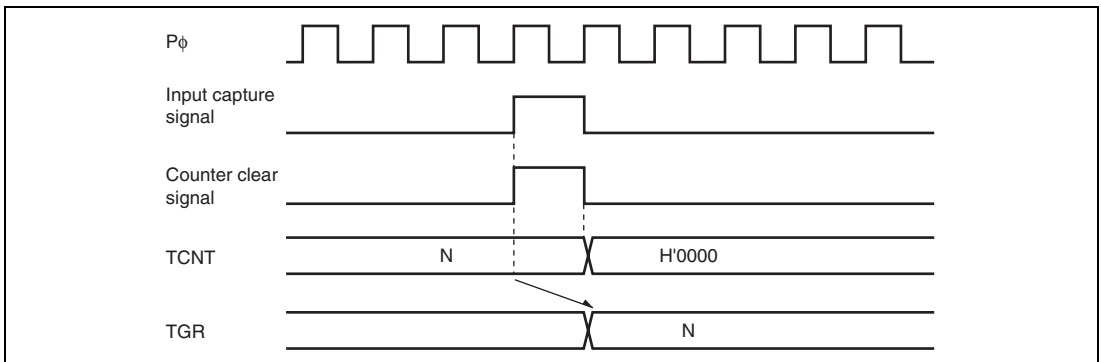 Pϕ
Input capture
signal
Counter clear
signal
TCNT
N
H'0000
TGR
N